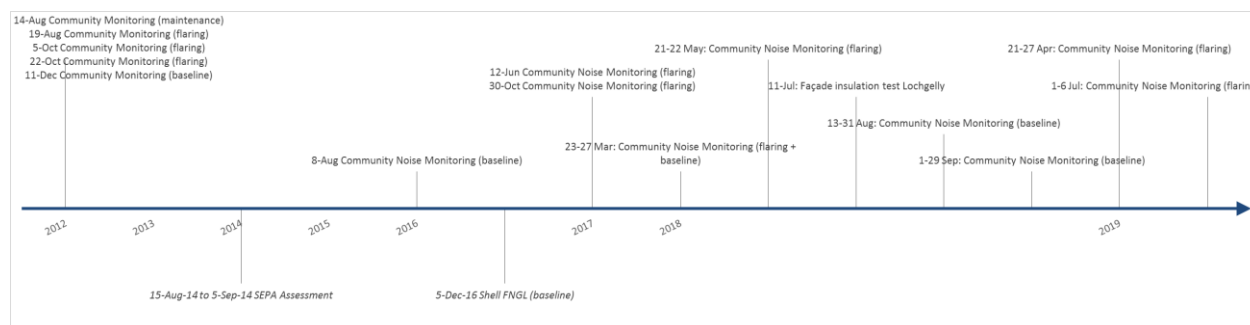 14-Aug Community Monitoring (maintenance)
19-Aug Community Monitoring (flaring)
5-Oct Community Monitoring (flaring)
22-Oct Community Monitoring (flaring)
11-Dec Community Monitoring (baseline)
8-Aug Community Noise Monitoring (baseline)
12-Jun Community Noise Monitoring (flaring)
30-Oct Community Noise Monitoring (flaring)
23-27 Mar: Community Noise Monitoring (flaring +
baseline)
21-22 May: Community Noise Monitoring (flaring)
11-Jul: Façade insulation test Lochgelly
13-31 Aug: Community Noise Monitoring (baseline)
1-29 Sep: Community Noise Monitoring (baseline)
21-27 Apr: Community Noise Monitoring (flaring)
1-6 Jul: Community Noise Monitoring (flarin
2012
2013
2014
2015
2016
2017
2018
2019
15-Aug-14 to 5-Sep-14 SEPA Assessment
5-Dec-16 Shell FNGL (baseline)